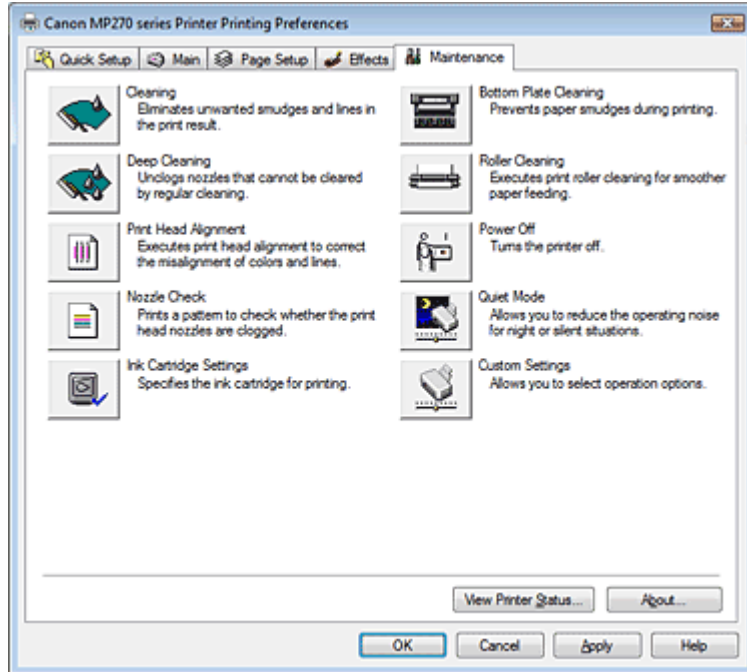 Canon MP270 series Printer Printing Preferences
Quick Setup
Main
Page Setup
Effects
Maintenance
Cleaning
Eliminates unwanted smudges and lines in
the print result.
Deep Cleaning
Unclogs nozzles that cannot be cleared
by regular cleaning.
Print Head Alignment
Executes print head alignment to correct
the misalignment of colors and lines.
Nozzle Check
Prints a pattern to check whether the print
head nozzles are clogged.
Ink Cartridge Settings
Specifies the ink cartridge for printing.
Bottom Plate Cleaning
Prevents paper smudges during printing.
Roller Cleaning
Executes print roller cleaning for smoother
paper feeding.
Power Off
Turns the printer off.
Quiet Mode
Allows you to reduce the operating noise
for night or silent situations.
Custom Settings
Allows you to select operation options.
View Printer Status...
About...
OK
Cancel
Apply
Help